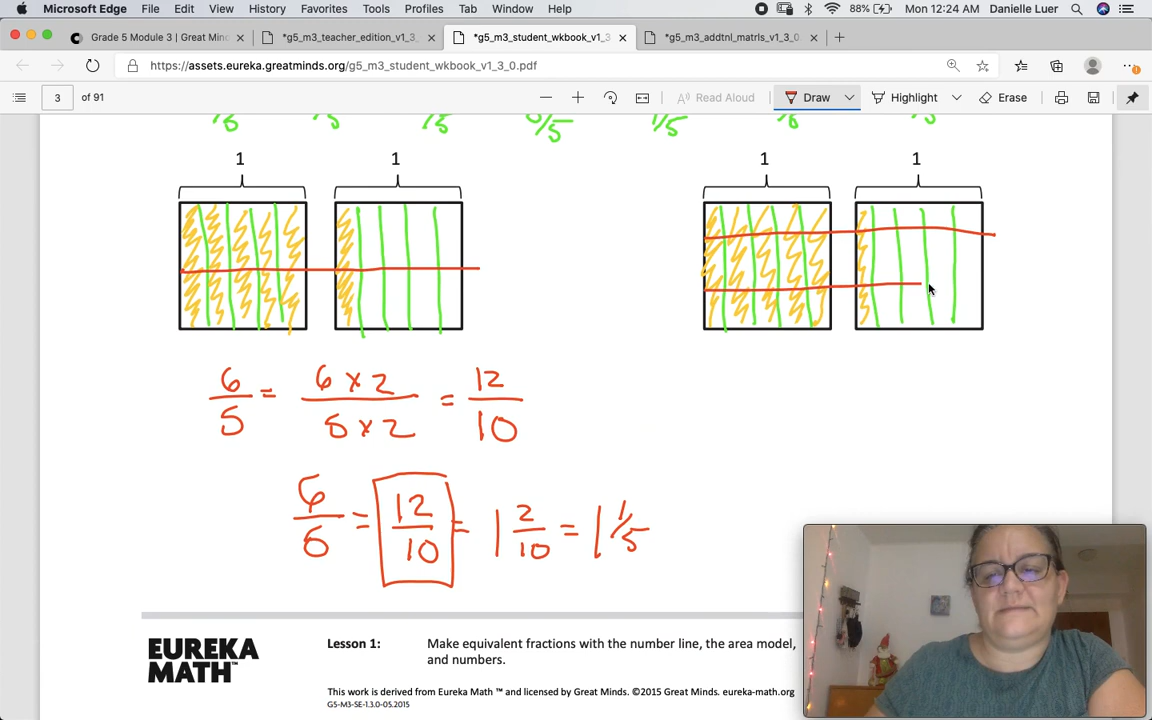 Microsoft Edge File Edit View History Favorites Tools Profiles Tab Window Help 88% Mon 12:24 AM Danielle Luer
Grade 5 Module 3 | Great Min *g5_m3_teacher_edition_v1_3_ *g5_m3_student_wkbook_v1_3 *g5_m3_addtnl_matrls_v1_3_0
https://assets.eureka.greatminds.org/g5_m3_student_wkbook_v1_3_0.pdf
3 of 91 Read Aloud Draw Highlight Erase
1 1 1 1
6/5 = 6 x 2/5 x 2 = 12/10
6/5 = 12/10 = 1 2/10 = 1 1/5
EUREKA MATH™
Lesson 1: Make equivalent fractions with the number line, the area model,
and numbers.
This work is derived from Eureka Math ™ and licensed by Great Minds. ©2015 Great Minds. eureka-math.org
G5-M3-SE-1.3.0-05.2015